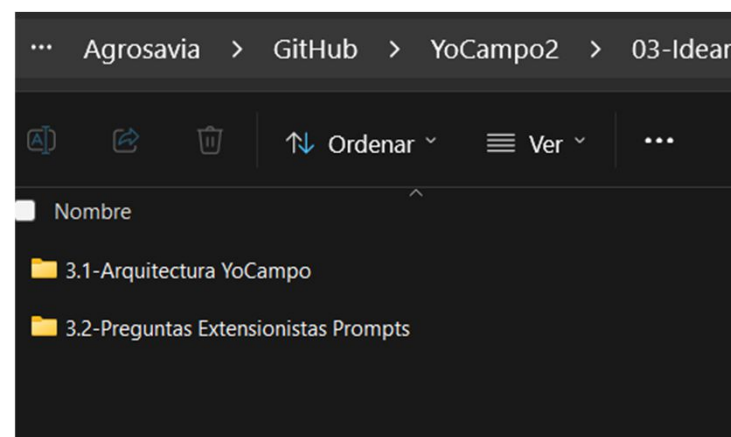 ··· Agrosavia > GitHub > YoCampo2 > 03-Idear
Ordenar Ver ···
Nombre
3.1-Arquitectura YoCampo
3.2-Preguntas Extensionistas Prompts